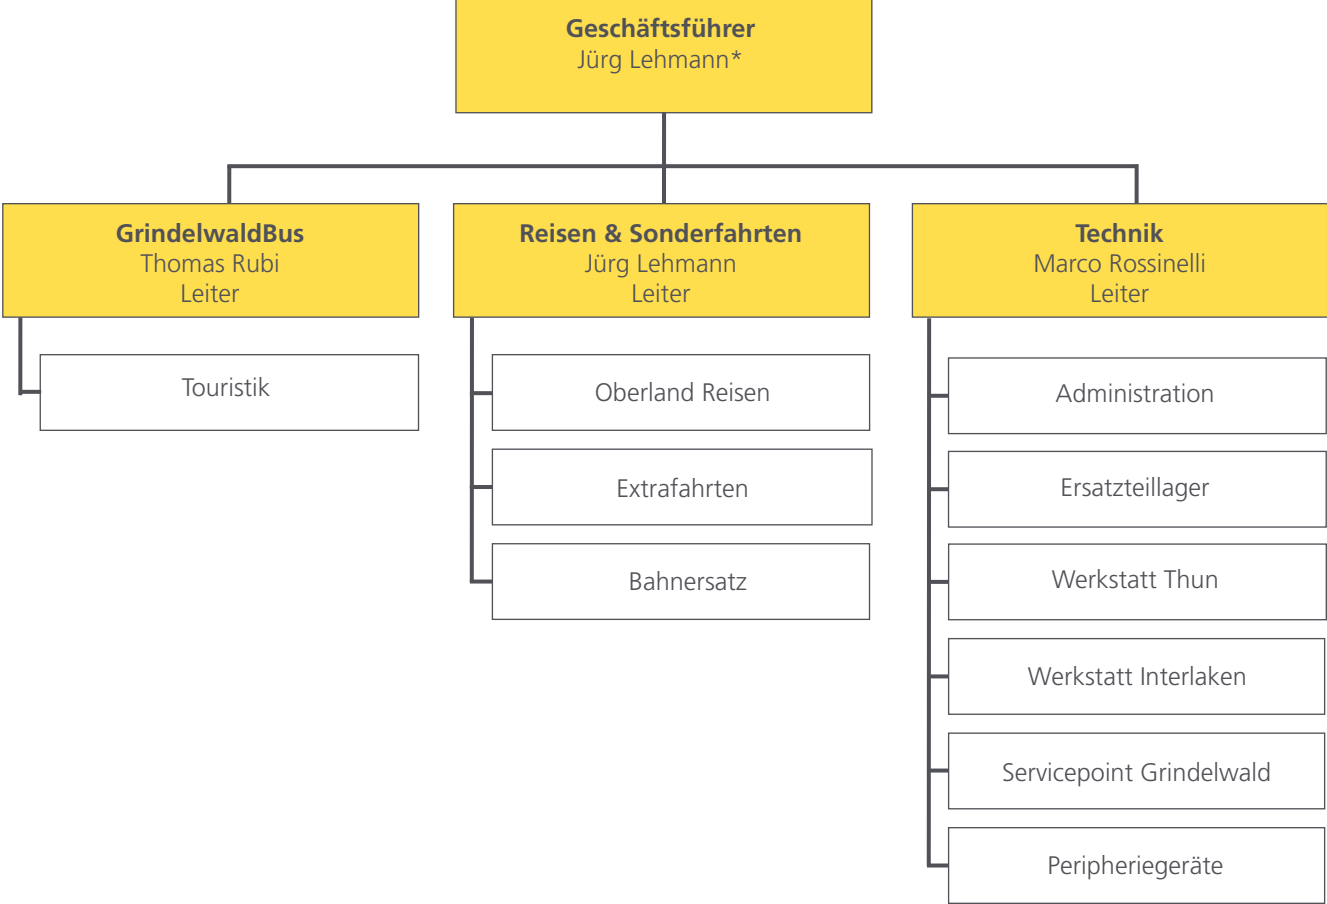 Geschäftsführer
Jürg Lehmann*
GrindelwaldBus
Thomas Rubi
Leiter
Touristik
Reisen & Sonderfahrten
Jürg Lehmann
Leiter
Oberland Reisen
Extrafahrten
Bahnersatz
Technik
Marco Rossinelli
Leiter
Administration
Ersatzteillager
Werkstatt Thun
Werkstatt Interlaken
Servicepoint Grindelwald
Peripheriegeräte